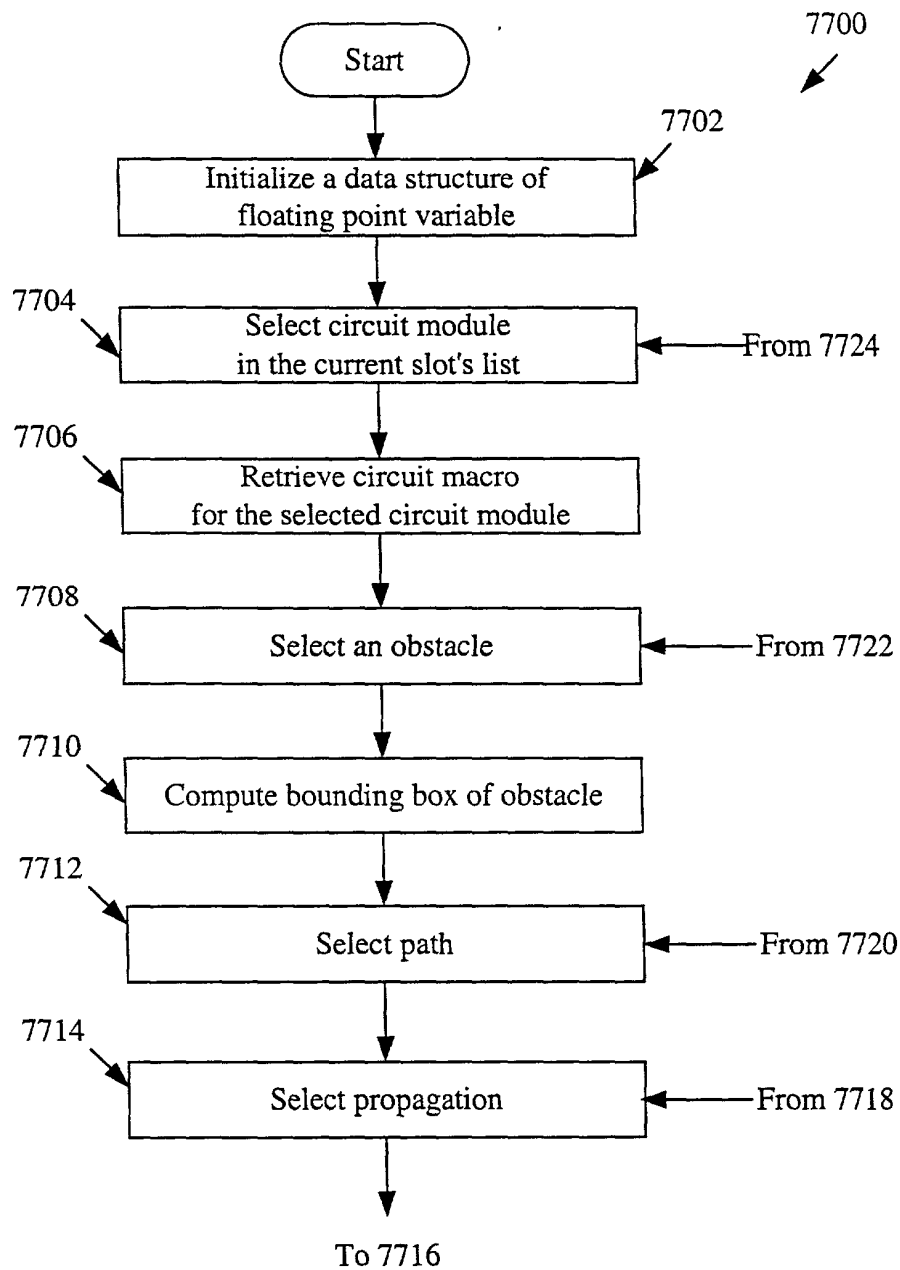 7700
Start
7702
Initialize a data structure of
floating point variable
7704
Select circuit module
in the current slot's list
From 7724
7706
Retrieve circuit macro
for the selected circuit module
7708
Select an obstacle
From 7722
7710
Compute bounding box of obstacle
7712
Select path
From 7720
7714
Select propagation
From 7718
To 7716